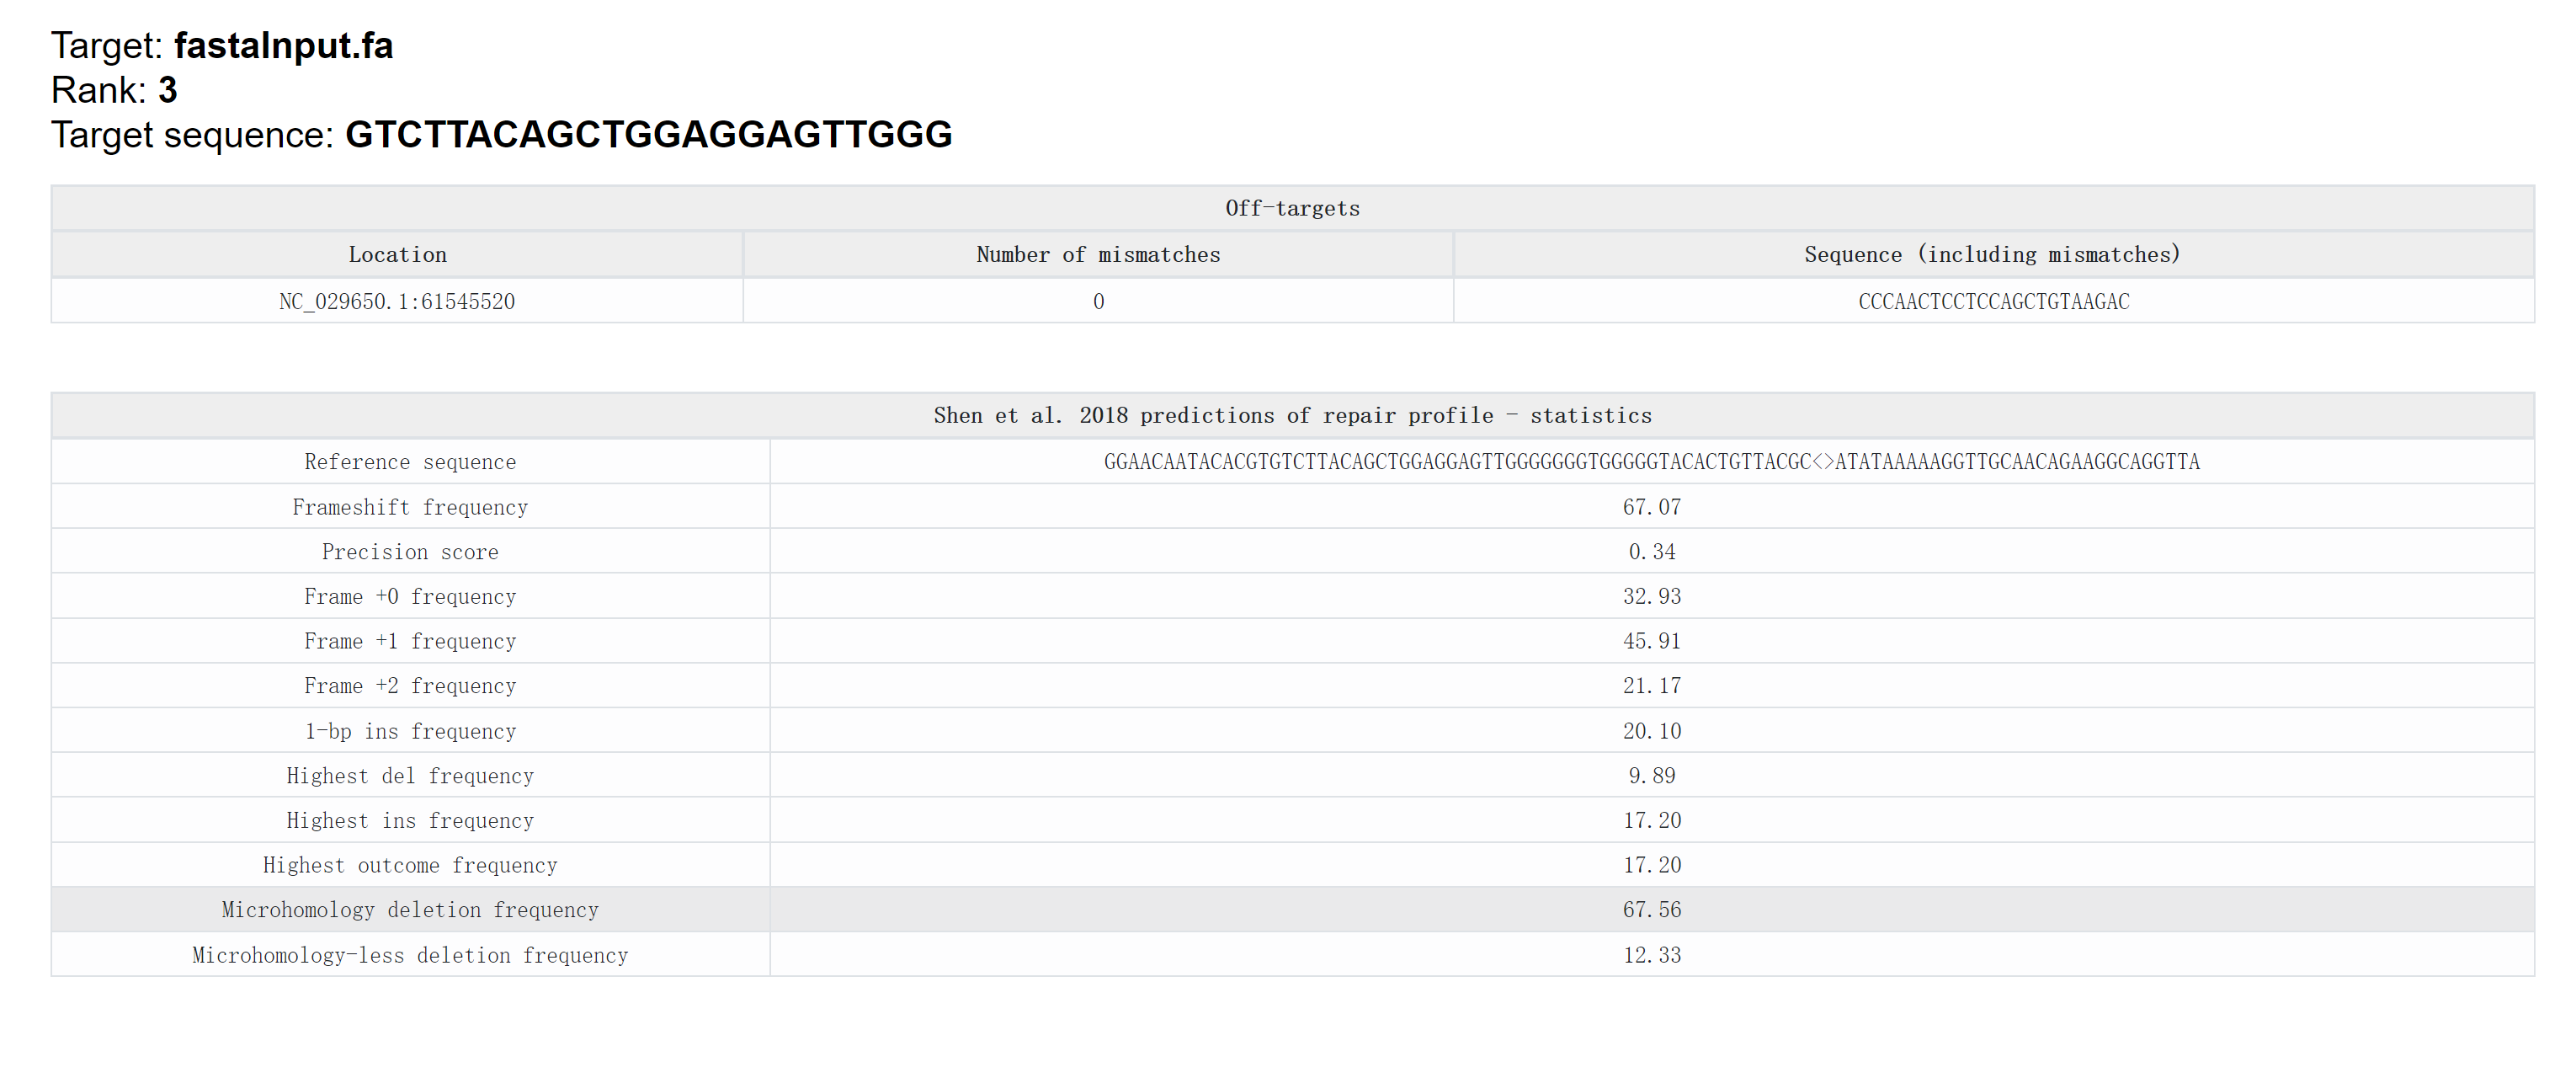 Target: fastaInput.fa
Rank: 3
Target sequence: GTCTTACAGCTGGAGGAGTTGGG
Off-targets
Location Number of mismatches Sequence (including mismatches)
NC_029650.1:61545520 0 CCCAACTCCTCCAGCTGTAAGAC
Shen et al. 2018 predictions of repair profile - statistics
Reference sequence GGAACAATACACGTGTCTTACAGCTGGAGGAGTTGGGGGGGTGGGGGTACACTGTTACGC<>ATATAAAAAGGTTGCAACAGAAGGCAGGTTA
Frameshift frequency 67.07
Precision score 0.34
Frame +0 frequency 32.93
Frame +1 frequency 45.91
Frame +2 frequency 21.17
1-bp ins frequency 20.10
Highest del frequency 9.89
Highest ins frequency 17.20
Highest outcome frequency 17.20
Microhomology deletion frequency 67.56
Microhomology-less deletion frequency 12.33